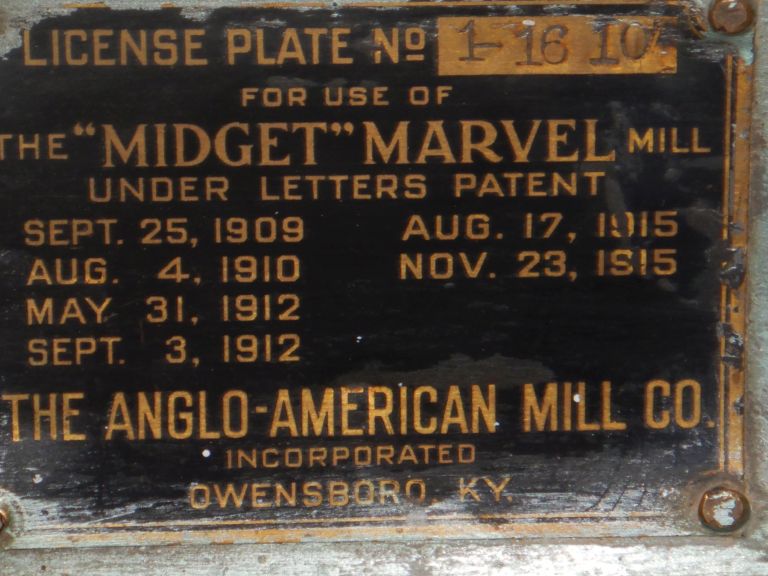 LICENSE PLATE Nº 1-16 10
FOR USE OF
THE "MIDGET" MARVEL MILL
UNDER LETTERS PATENT
SEPT. 25, 1909 AUG. 17, 1915
AUG. 4, 1910 NOV. 23, 1915
MAY 31, 1912
SEPT. 3, 1912
THE ANGLO-AMERICAN MILL CO.
INCORPORATED
OWENSBORO, KY.